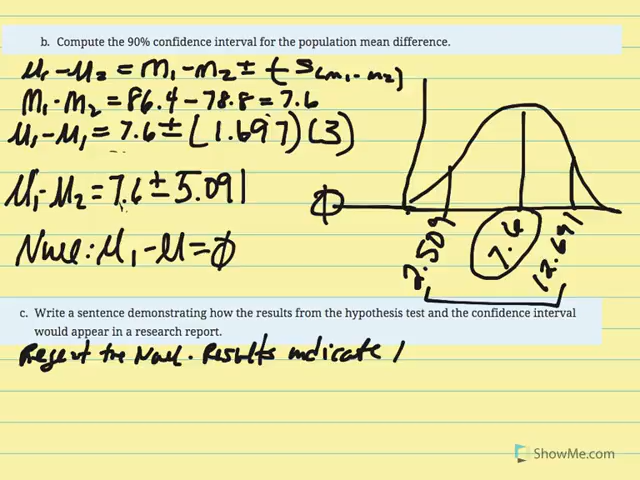 b. Compute the 90% confidence interval for the population mean difference.
μ₁-μ₂ = m₁-m₂ ± t S(m₁-m₂)
m₁-m₂ = 86.4-78.8 = 7.6
μ₁-μ₁ = 7.6 ± (1.697)(3)
μ₁-μ₂ = 7.6 ± 5.091
Null: μ₁-μ = ϕ
ϕ
2.509
7.6
12.691
c. Write a sentence demonstrating how the results from the hypothesis test and the confidence interval
would appear in a research report.
Reject the Null. Results indicate
ShowMe.com